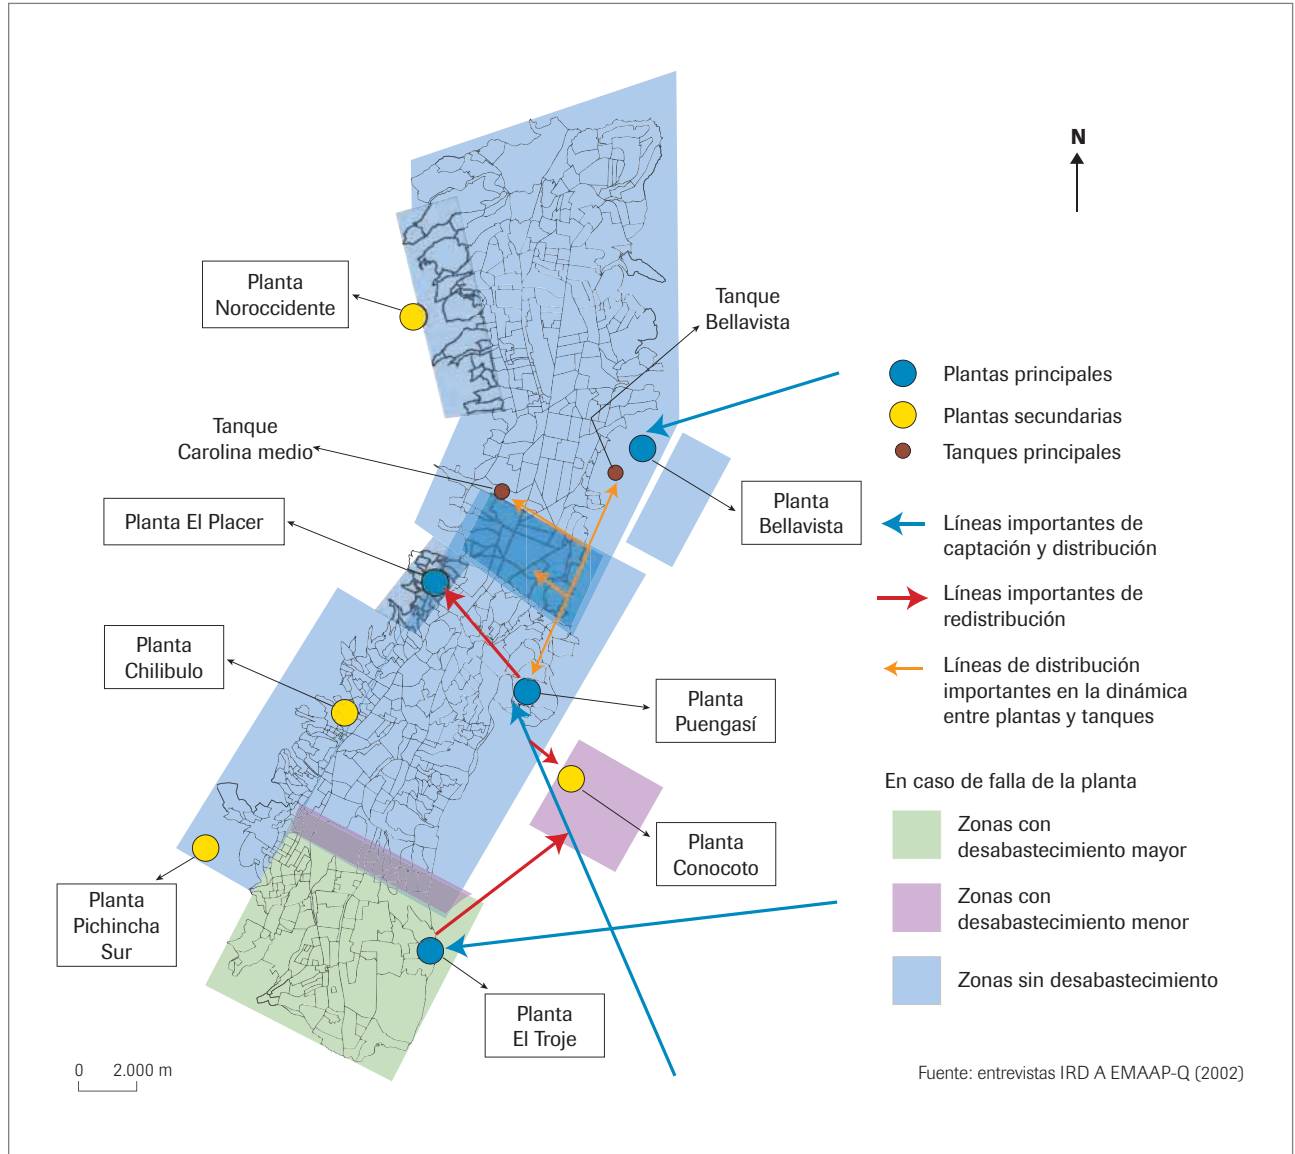 N
Planta
Noroccidente
Tanque
Bellavista
Tanque
Carolina medio
Planta El Placer
Planta
Bellavista
Planta
Chilibulo
Planta
Puengasí
Planta
Conocoto
Planta
Pichincha
Sur
Planta
El Troje
0 2.000 m
Plantas principales
Plantas secundarias
Tanques principales
Líneas importantes de
captación y distribución
Líneas importantes de
redistribución
Líneas de distribución
importantes en la dinámica
entre plantas y tanques
En caso de falla de la planta
Zonas con
desabastecimiento mayor
Zonas con
desabastecimiento menor
Zonas sin desabastecimiento
Fuente: entrevistas IRD A EMAAP-Q (2002)